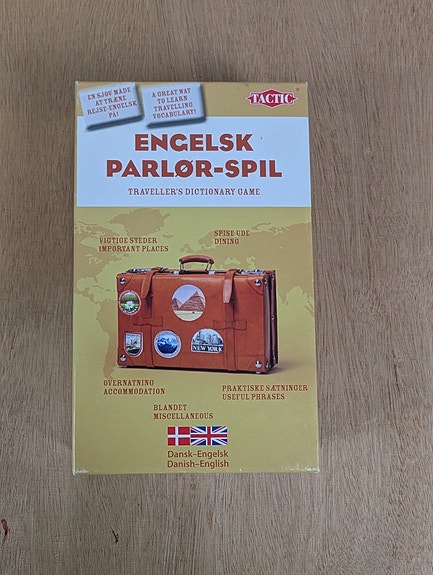 EN SJOV MÅDE
AT TRÆNE
REJSE-ENGELSK
PÅ!
A GREAT WAY
TO LEARN
TRAVELLING
VOCABULARY!
TACTIC
ENGELSK
PARLØR-SPIL
TRAVELLER'S DICTIONARY GAME
VIGTIGE STEDER
IMPORTANT PLACES
SPISE UDE
DINING
NEW YORK
OVERNATNING
ACCOMMODATION
PRAKTISKE SÆTNINGER
USEFUL PHRASES
BLANDET
MISCELLANEOUS
Dansk–Engelsk
Danish–English